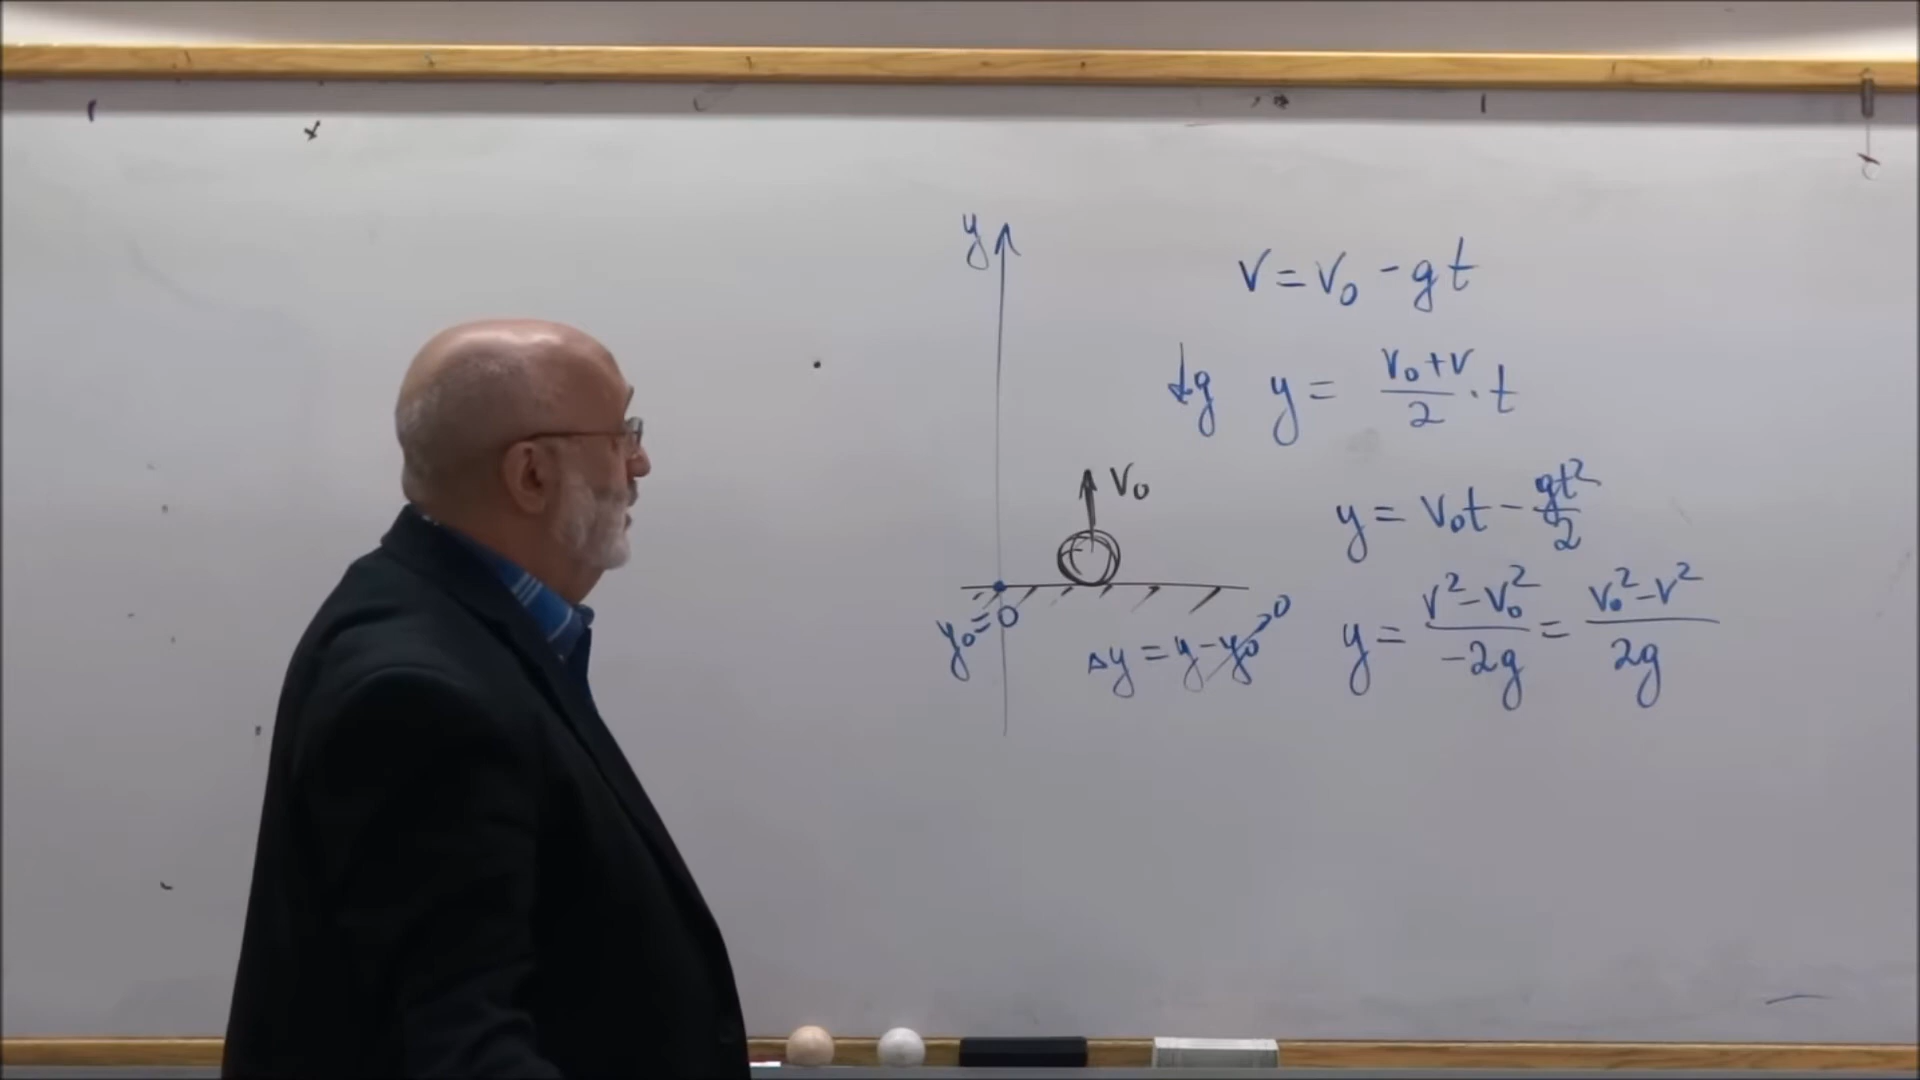 y
V = V₀ - gt
↓g y = (V₀ + V)/2 · t
V₀
y = V₀t - gt²/2
y₀ = 0
Δy = y - y₀ → 0
y = (V² - V₀²)/(-2g) = (V₀² - V²)/(2g)